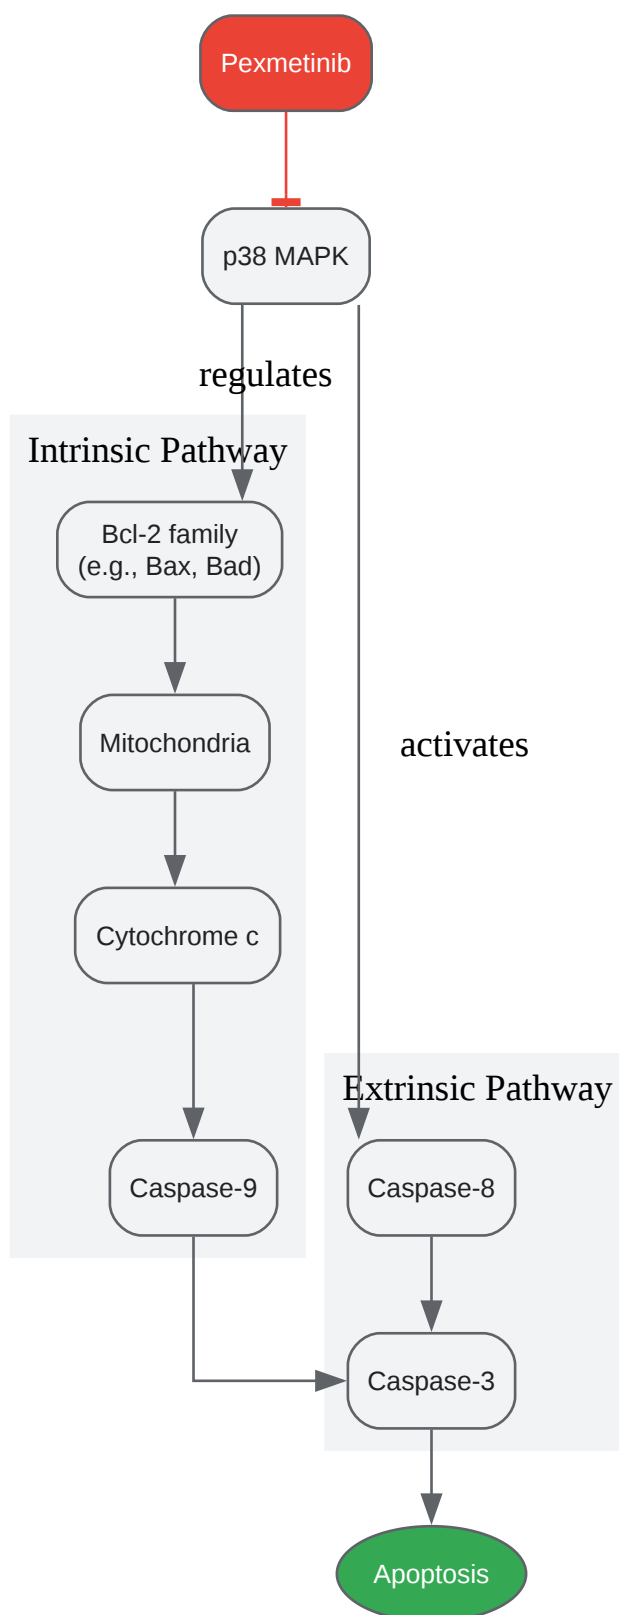 Pexmetinib
p38 MAPK
regulates
Intrinsic Pathway
Bcl-2 family
(e.g., Bax, Bad)
Mitochondria
activates
Cytochrome c
Extrinsic Pathway
Caspase-9
Caspase-8
Caspase-3
Apoptosis